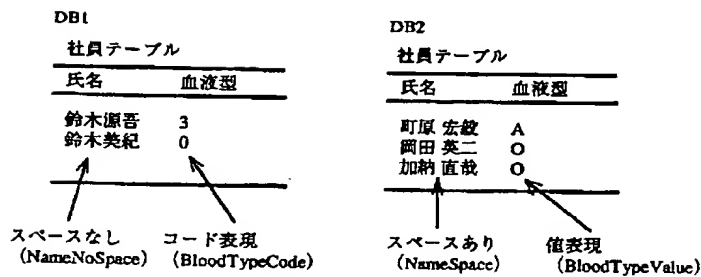 DB1
社員テーブル
氏名 血液型
鈴木源吾 3
鈴木美紀 0
スペースなし
(NameNoSpace)
コード表現
(BloodTypeCode)
DB2
社員テーブル
氏名 血液型
町原 宏毅 A
岡田 英二 O
加納 直哉 O
スペースあり
(NameSpace)
値表現
(BloodTypeValue)